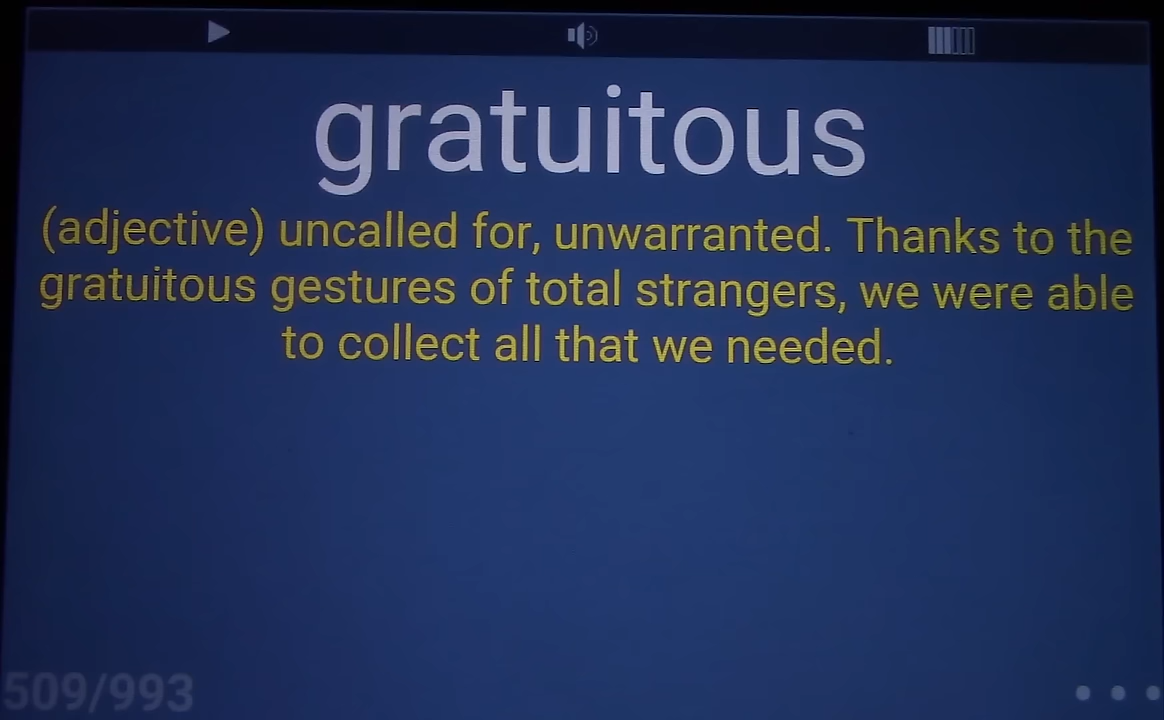 gratuitous
(adjective) uncalled for, unwarranted. Thanks to the
gratuitous gestures of total strangers, we were able
to collect all that we needed.
509/993